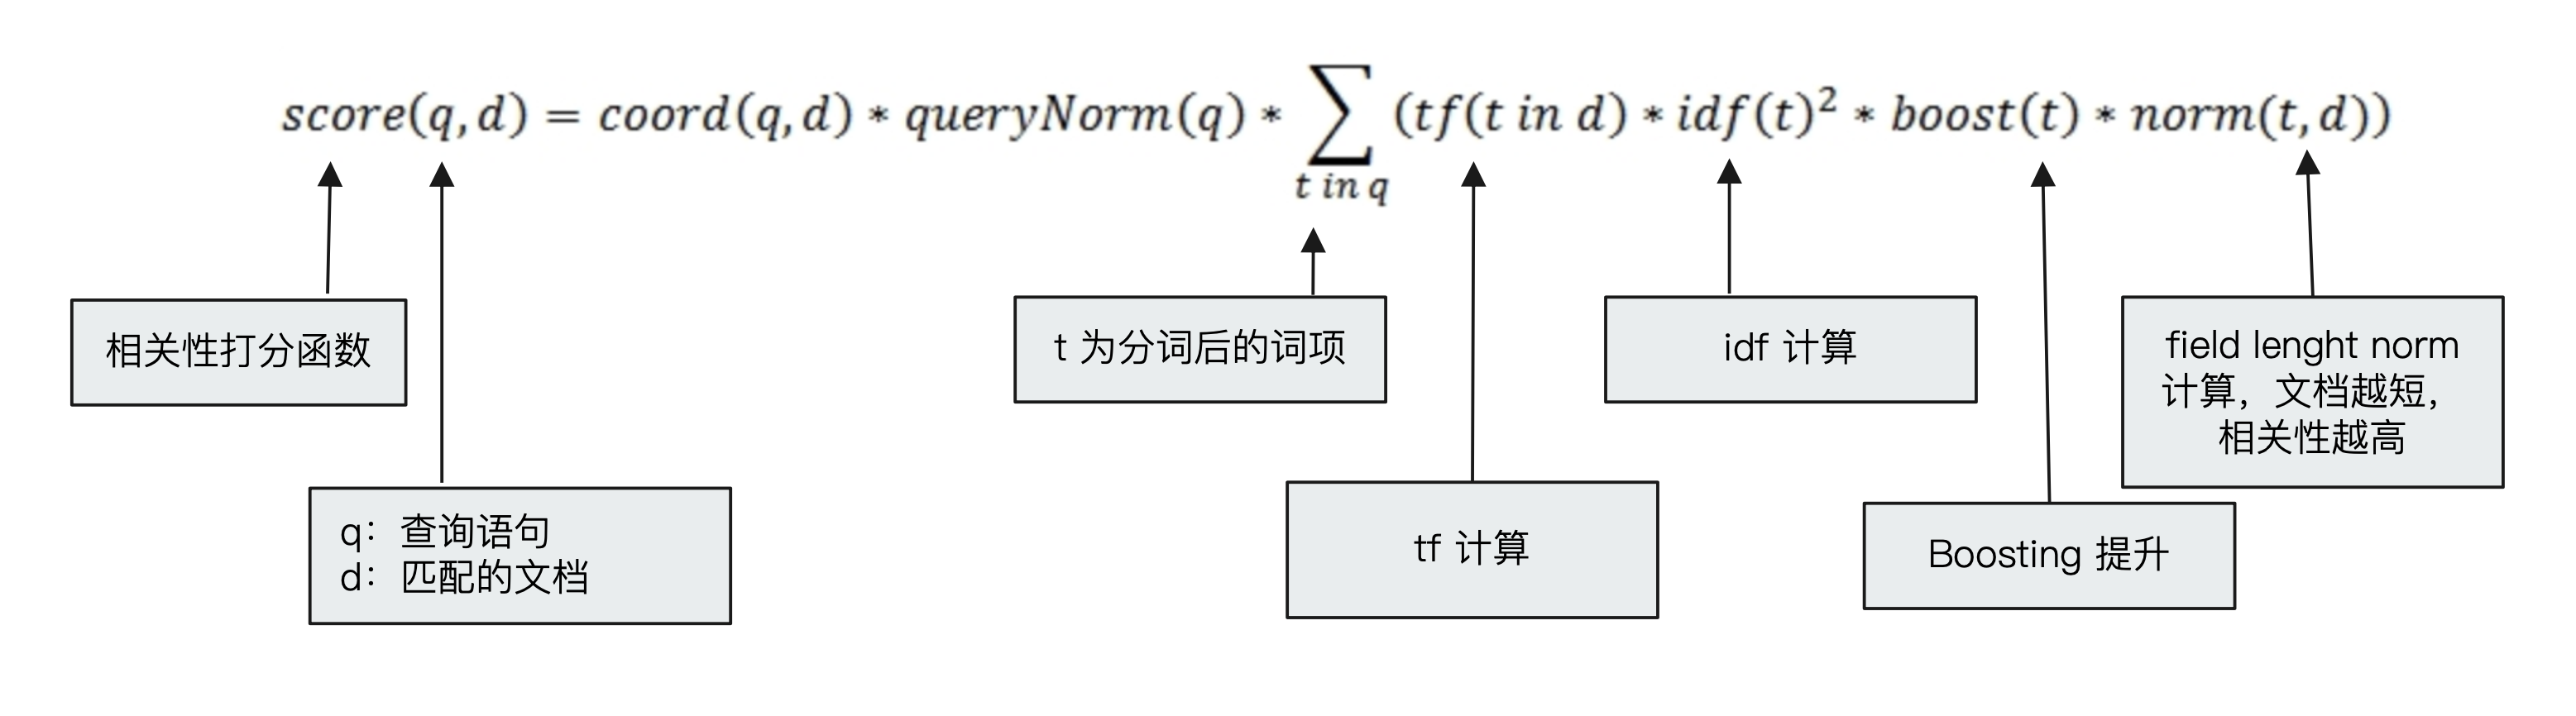 score(q,d) = coord(q,d) * queryNorm(q) * ∑ (tf(t in d) * idf(t)² * boost(t) * norm(t,d))
t in q
相关性打分函数
t 为分词后的词项
idf 计算
field lenght norm
计算，文档越短，
相关性越高
q：查询语句
d：匹配的文档
tf 计算
Boosting 提升